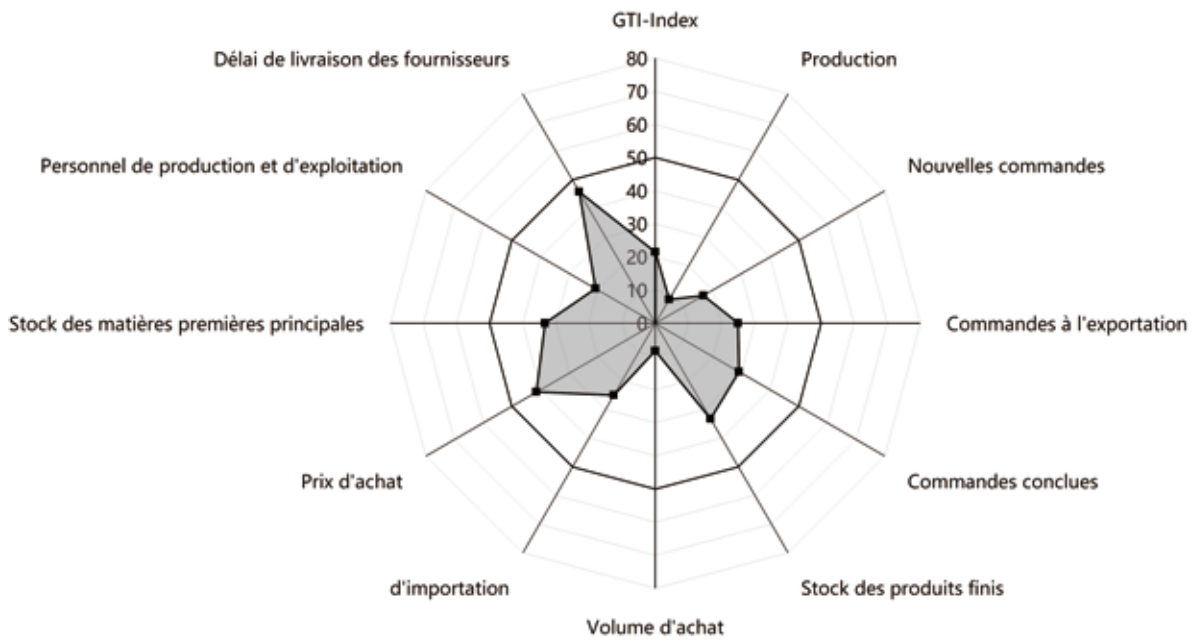 GTI-Index
Production
Nouvelles commandes
Commandes à l'exportation
Commandes conclues
Stock des produits finis
Volume d'achat
d'importation
Prix d'achat
Stock des matières premières principales
Personnel de production et d'exploitation
Délai de livraison des fournisseurs
80
70
60
50
40
30
20
10
0